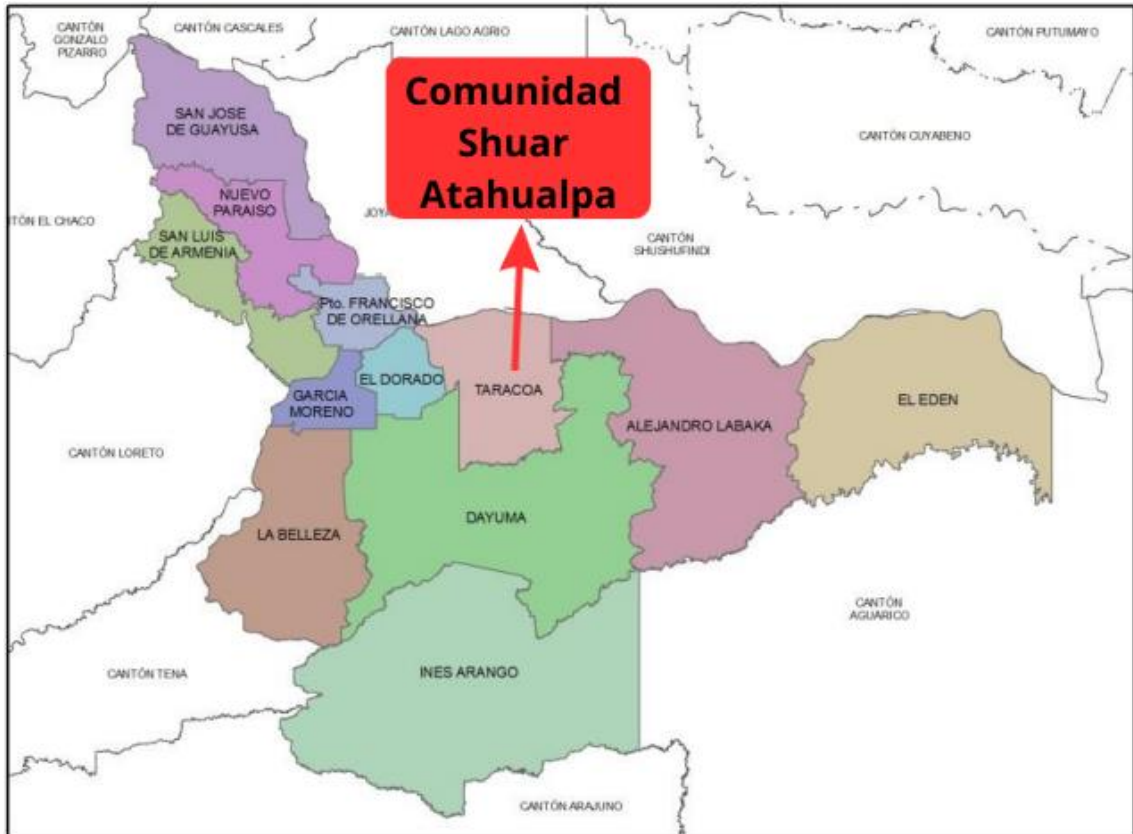 CANTÓN
GONZALO
PIZARRO
CANTÓN CASCALES
CANTÓN LAGO AGRIO
CANTÓN PUTUMAYO
Comunidad
Shuar
Atahualpa
SAN JOSE
DE GUAYUSA
CANTÓN CUYABENO
NUEVO
PARAISO
TÓN EL CHACO
JOYA
SAN LUIS
DE ARMENIA
CANTÓN
SHUSHUFINDI
Pto. FRANCISCO
DE ORELLANA
EL DORADO
TARACOA
GARCIA
MORENO
EL EDEN
ALEJANDRO LABAKA
CANTÓN LORETO
DAYUMA
LA BELLEZA
CANTÓN
AGUARICO
CANTÓN TENA
INES ARANGO
CANTÓN ARAJUNO